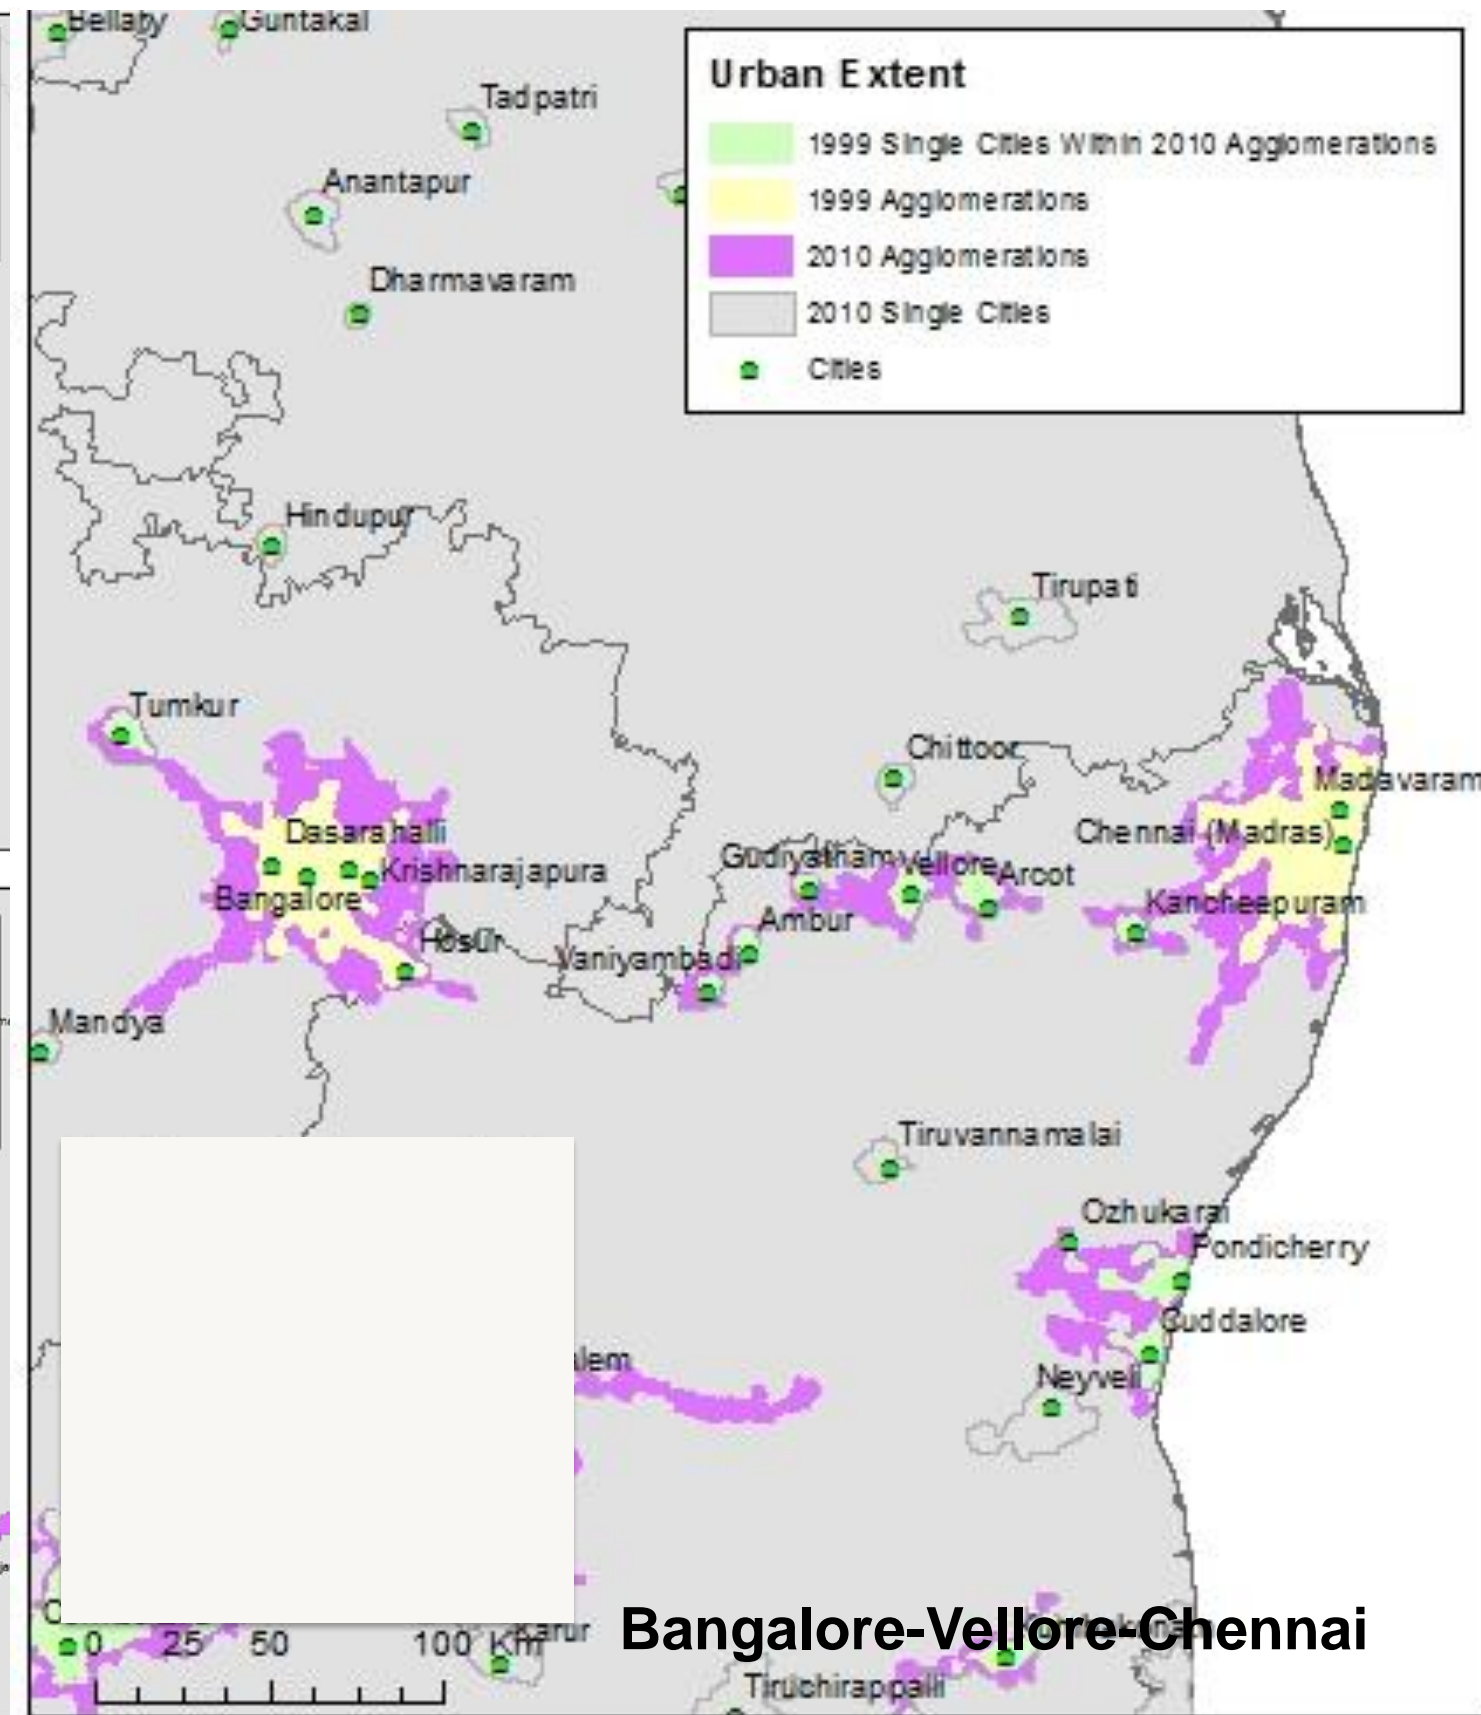 Bellary
Guntakal
Urban Extent
1999 Single Cities Within 2010 Agglomerations
1999 Agglomerations
2010 Agglomerations
2010 Single Cities
Cities
Tadpatri
Anantapur
Dharmavaram
Hindupur
Tirupati
Tumkur
Chittoor
Madavaram
Dasarahalli
Chennai (Madras)
Krishnarajapura
Gudiyatham
Vellore
Arcot
Bangalore
Kancheepuram
Ambur
Hosur
Vaniyambadi
Mandya
Tiruvannamalai
Ozhukarai
Pondicherry
Cuddalore
alem
Neyveli
Bangalore-Vellore-Chennai
0 25 50 100 Km
Karur
Tiruchirappalli